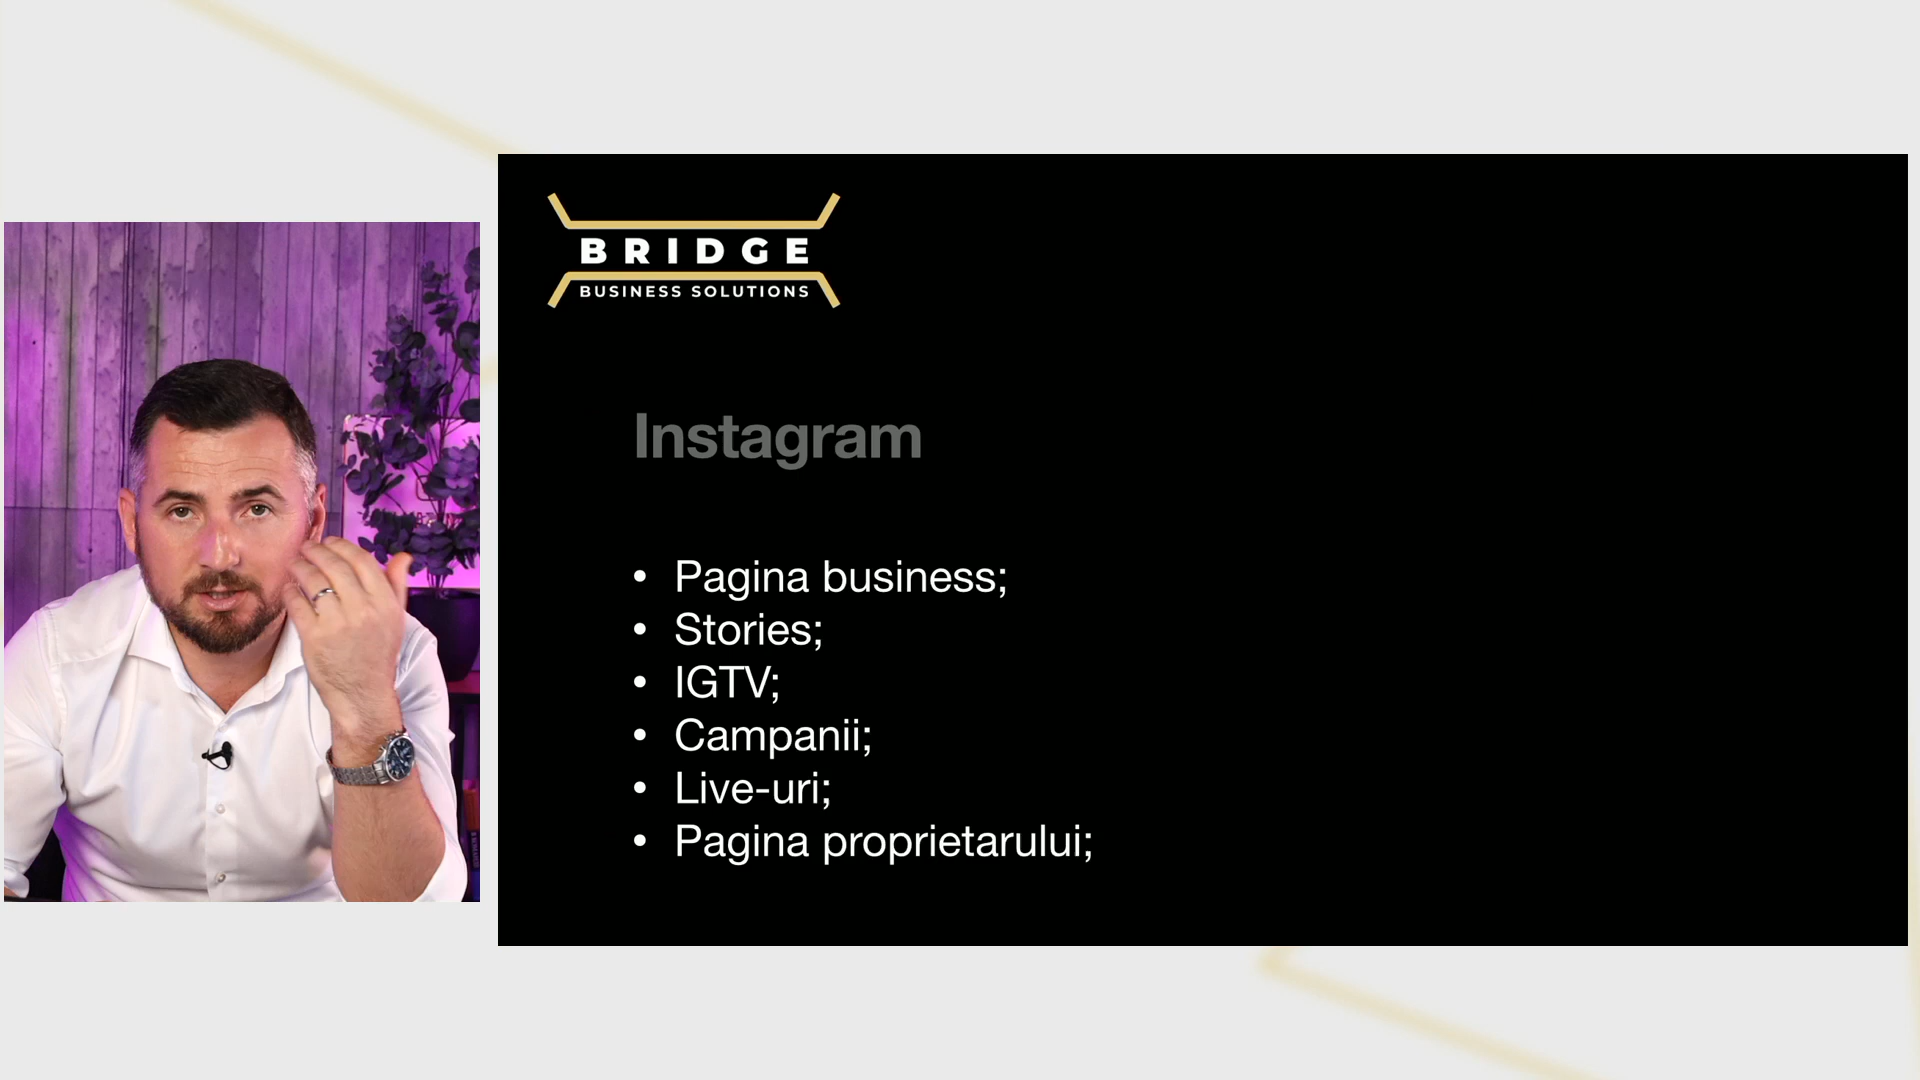 BRIDGE
BUSINESS SOLUTIONS
Instagram
• Pagina business;
• Stories;
• IGTV;
• Campanii;
• Live-uri;
• Pagina proprietarului;